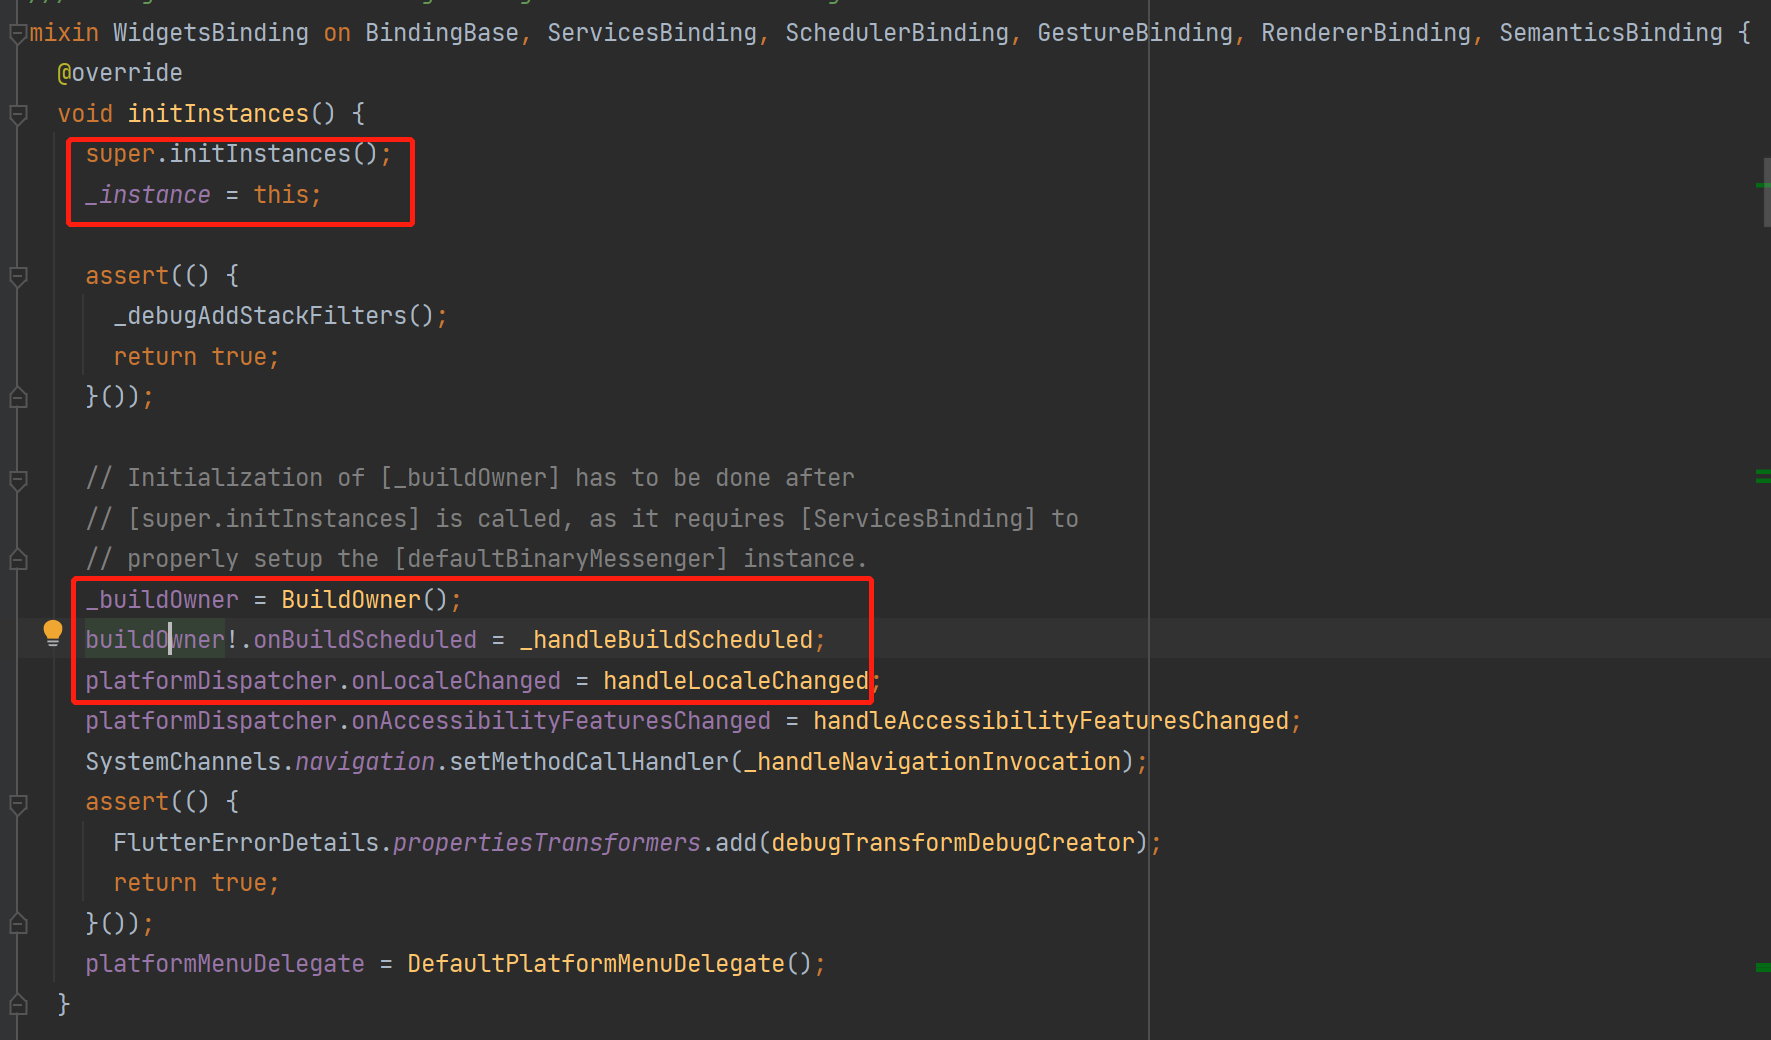 mixin WidgetsBinding on BindingBase, ServicesBinding, SchedulerBinding, GestureBinding, RendererBinding, SemanticsBinding {
@override
void initInstances() {
super.initInstances();
_instance = this;
assert(() {
_debugAddStackFilters();
return true;
}());
// Initialization of [_buildOwner] has to be done after
// [super.initInstances] is called, as it requires [ServicesBinding] to
// properly setup the [defaultBinaryMessenger] instance.
_buildOwner = BuildOwner();
buildOwner!.onBuildScheduled = _handleBuildScheduled;
platformDispatcher.onLocaleChanged = handleLocaleChanged;
platformDispatcher.onAccessibilityFeaturesChanged = handleAccessibilityFeaturesChanged;
SystemChannels.navigation.setMethodCallHandler(_handleNavigationInvocation);
assert(() {
FlutterErrorDetails.propertiesTransformers.add(debugTransformDebugCreator);
return true;
}());
platformMenuDelegate = DefaultPlatformMenuDelegate();
}